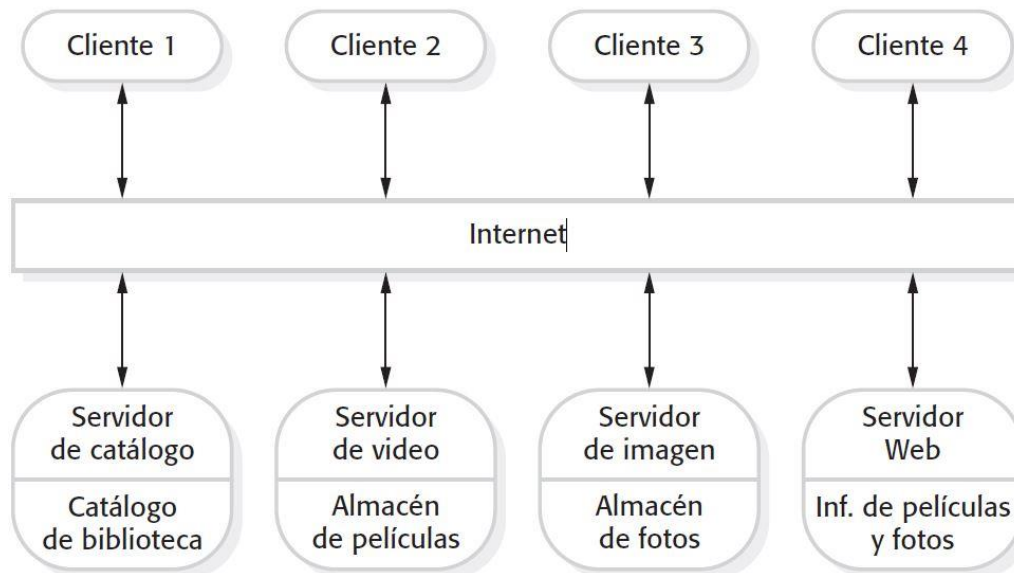 Cliente 1
Cliente 2
Cliente 3
Cliente 4
Internet
Servidor
de catálogo
Catálogo
de biblioteca
Servidor
de video
Almacén
de películas
Servidor
de imagen
Almacén
de fotos
Servidor
Web
Inf. de películas
y fotos